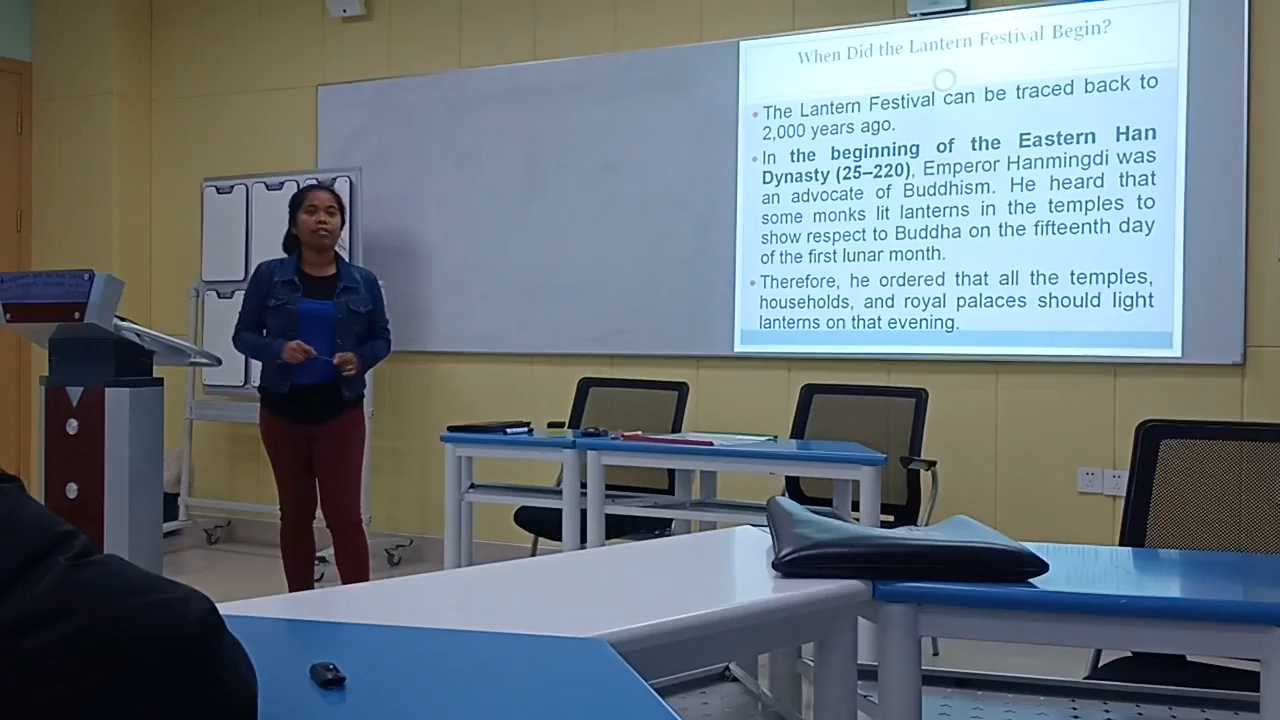 When Did the Lantern Festival Begin?
• The Lantern Festival can be traced back to
2,000 years ago.
• In the beginning of the Eastern Han
Dynasty (25–220), Emperor Hanmingdi was
an advocate of Buddhism. He heard that
some monks lit lanterns in the temples to
show respect to Buddha on the fifteenth day
of the first lunar month.
• Therefore, he ordered that all the temples,
households, and royal palaces should light
lanterns on that evening.